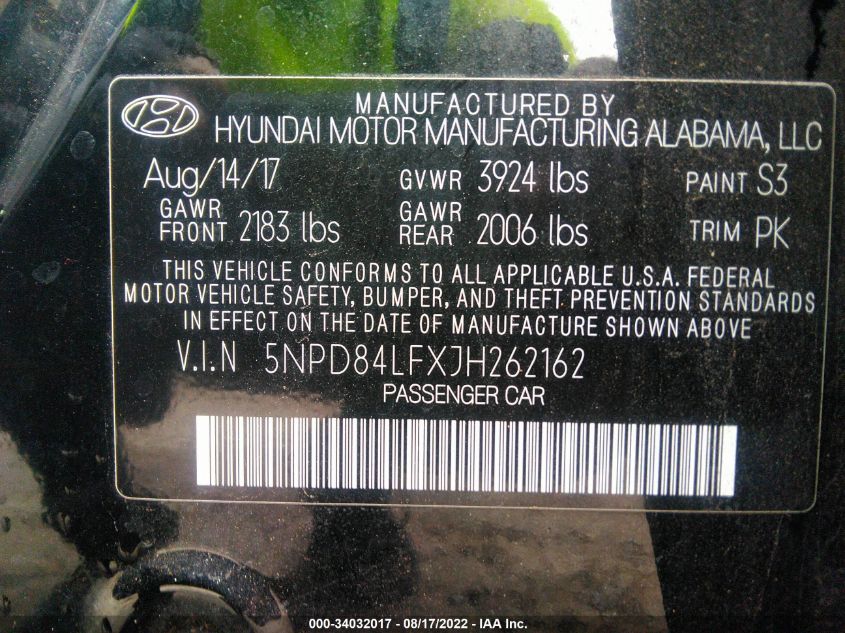 MANUFACTURED BY
HYUNDAI MOTOR MANUFACTURING ALABAMA, LLC
Aug/14/17 GVWR 3924 lbs PAINT S3
GAWR FRONT 2183 lbs GAWR REAR 2006 lbs TRIM PK
THIS VEHICLE CONFORMS TO ALL APPLICABLE U.S.A. FEDERAL
MOTOR VEHICLE SAFETY, BUMPER, AND THEFT PREVENTION STANDARDS
IN EFFECT ON THE DATE OF MANUFACTURE SHOWN ABOVE
V.I.N 5NPD84LFXJH262162
PASSENGER CAR
000-34032017 - 08/17/2022 - IAA Inc.